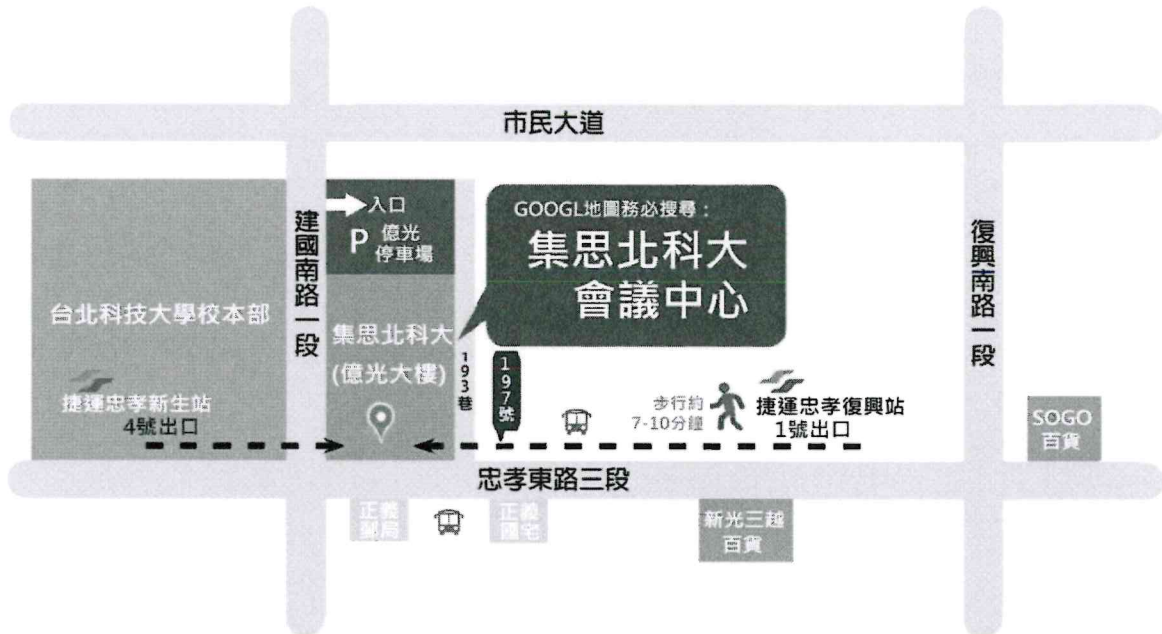 市民大道
建國南路一段
入口
P 億光
停車場
GOOGL地圖務必搜尋：
集思北科大
會議中心
復興南路一段
台北科技大學校本部
集思北科大
(億光大樓)
193巷
197號
捷運忠孝新生站
4號出口
步行約
7-10分鐘
捷運忠孝復興站
1號出口
SOGO
百貨
忠孝東路三段
正義
藥局
正義
國宅
新光三越
百貨